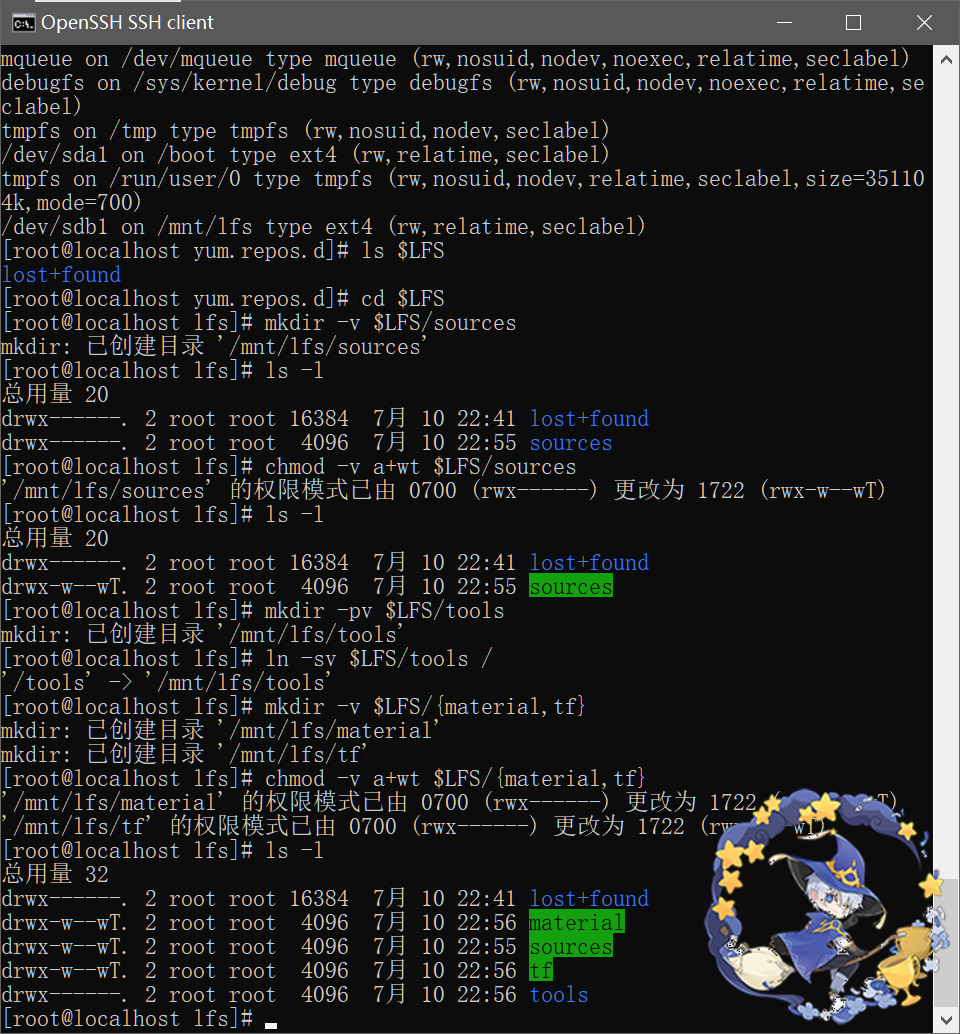 OpenSSH SSH client
mqueue on /dev/mqueue type mqueue (rw,nosuid,nodev,noexec,relatime,seclabel)
debugfs on /sys/kernel/debug type debugfs (rw,nosuid,nodev,noexec,relatime,se
clabel)
tmpfs on /tmp type tmpfs (rw,nosuid,nodev,seclabel)
/dev/sda1 on /boot type ext4 (rw,relatime,seclabel)
tmpfs on /run/user/0 type tmpfs (rw,nosuid,nodev,relatime,seclabel,size=35110
4k,mode=700)
/dev/sdb1 on /mnt/lfs type ext4 (rw,relatime,seclabel)
[root@localhost yum.repos.d]# ls $LFS
lost+found
[root@localhost yum.repos.d]# cd $LFS
[root@localhost lfs]# mkdir -v $LFS/sources
mkdir: 已创建目录 '/mnt/lfs/sources'
[root@localhost lfs]# ls -l
总用量 20
drwx------. 2 root root 16384  7月 10 22:41 lost+found
drwx------. 2 root root  4096  7月 10 22:55 sources
[root@localhost lfs]# chmod -v a+wt $LFS/sources
'/mnt/lfs/sources' 的权限模式已由 0700 (rwx------) 更改为 1722 (rwx-w--wT)
[root@localhost lfs]# ls -l
总用量 20
drwx------. 2 root root 16384  7月 10 22:41 lost+found
drwx-w--wT. 2 root root  4096  7月 10 22:55 sources
[root@localhost lfs]# mkdir -pv $LFS/tools
mkdir: 已创建目录 '/mnt/lfs/tools'
[root@localhost lfs]# ln -sv $LFS/tools /
'/tools' -> '/mnt/lfs/tools'
[root@localhost lfs]# mkdir -v $LFS/{material,tf}
mkdir: 已创建目录 '/mnt/lfs/material'
mkdir: 已创建目录 '/mnt/lfs/tf'
[root@localhost lfs]# chmod -v a+wt $LFS/{material,tf}
'/mnt/lfs/material' 的权限模式已由 0700 (rwx------) 更改为 1722
'/mnt/lfs/tf' 的权限模式已由 0700 (rwx------) 更改为 1722
[root@localhost lfs]# ls -l
总用量 32
drwx------. 2 root root 16384  7月 10 22:41 lost+found
drwx-w--wT. 2 root root  4096  7月 10 22:56 material
drwx-w--wT. 2 root root  4096  7月 10 22:55 sources
drwx-w--wT. 2 root root  4096  7月 10 22:56 tf
drwx------. 2 root root  4096  7月 10 22:56 tools
[root@localhost lfs]#